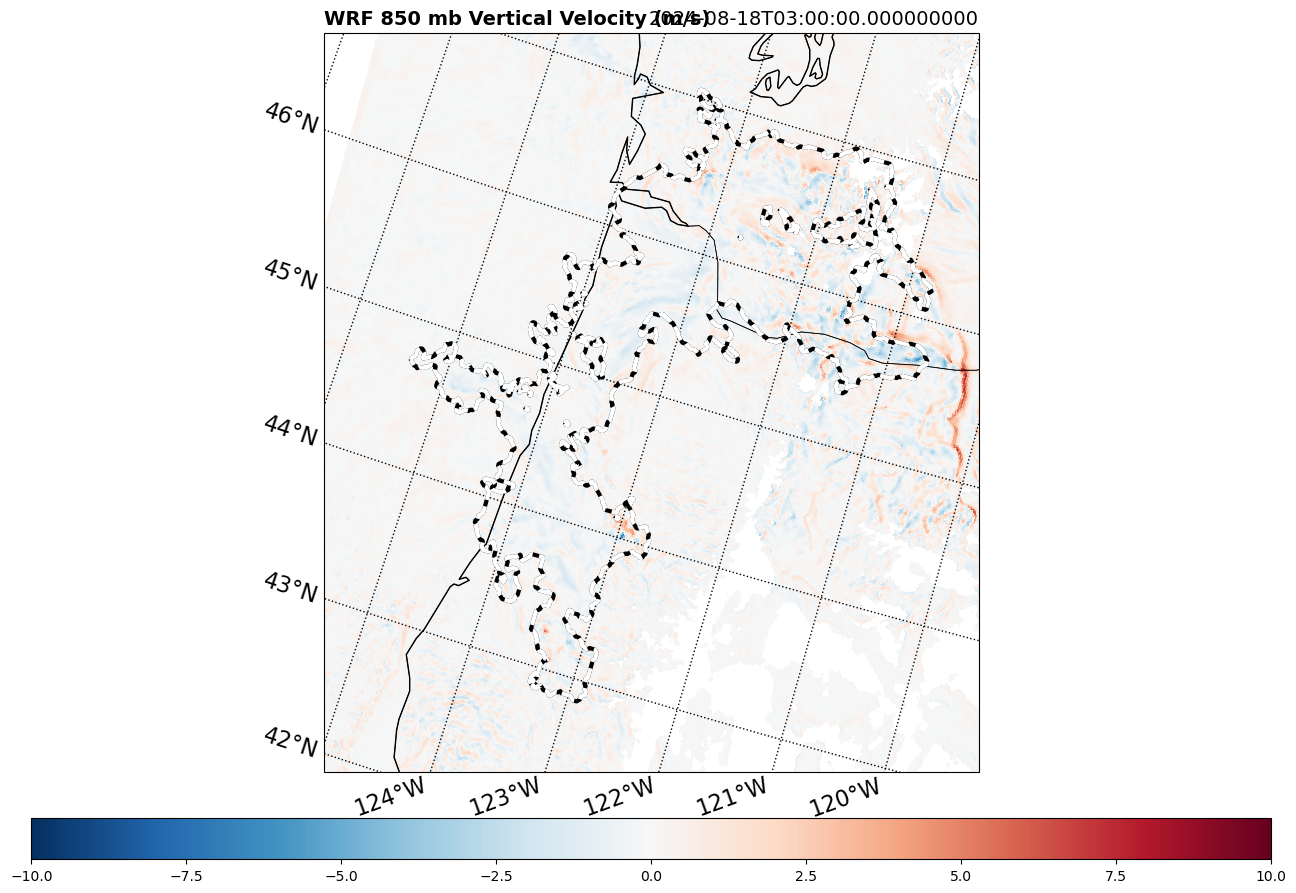 WRF 850 mb Vertical Velocity (m/s)
2024-08-18T03:00:00.000000000
46°N
45°N
44°N
43°N
42°N
124°W 123°W 122°W 121°W 120°W
−10.0 −7.5 −5.0 −2.5 0.0 2.5 5.0 7.5 10.0